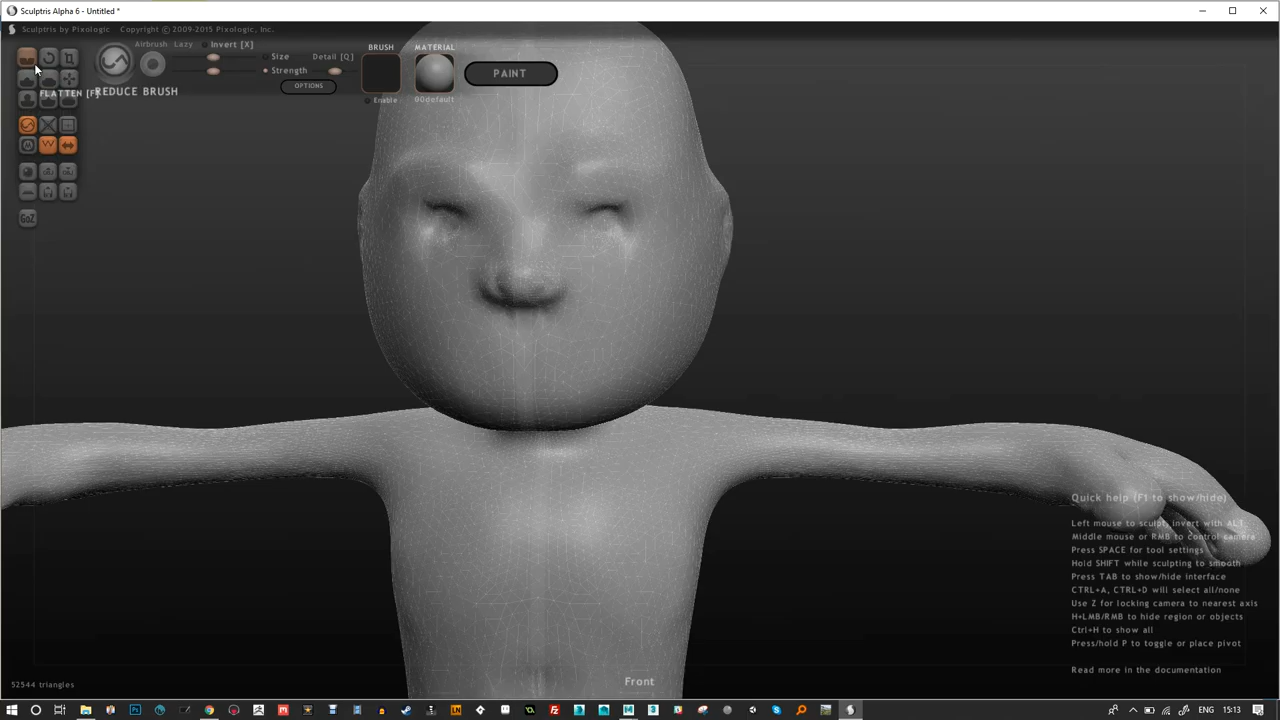 Sculptris Alpha 6 - Untitled *
Sculptris by Pixologic Copyright © 2009-2015 Pixologic, Inc.
Airbrush Lazy Invert [X]
BRUSH
MATERIAL
Size
Detail [Q]
Strength
PAINT
OPTIONS
FLATTEN [F]
REDUCE BRUSH
Enable
00default
GoZ
Quick help (F1 to show/hide)
Left mouse to sculpt, invert with ALT
Middle mouse or RMB to control camera
Press SPACE for tool settings
Hold SHIFT while sculpting to smooth
Press TAB to show/hide interface
CTRL+A, CTRL+D will select all/none
Use Z for locking camera to nearest axis
H+LMB/RMB to hide region or objects
Ctrl+H to show all
Press/hold P to toggle or place pivot
Read more in the documentation
Front
52544 triangles
ENG 15:13